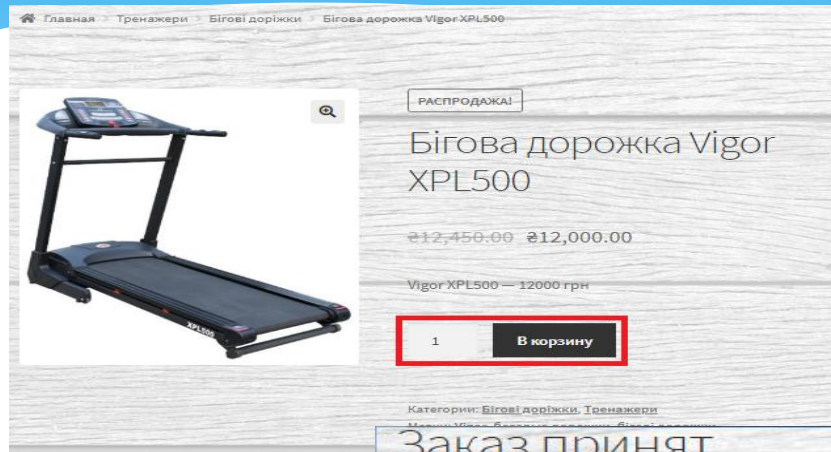 Главная > Тренажери > Бігові доріжки > Бігова дорожка Vigor XPL500
РАСПРОДАЖА!
Бігова дорожка Vigor
XPL500
₴12,450.00 ₴12,000.00
Vigor XPL500 — 12000 грн
1 В корзину
XPL500
Категории: Бігові доріжки, Тренажери
Заказ принят